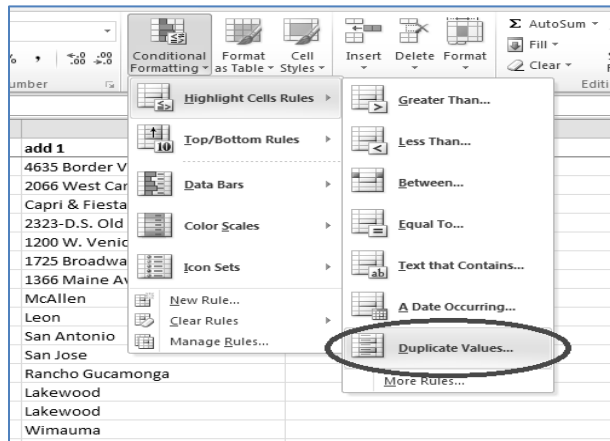 Σ AutoSum
Fill
Clear
Conditional Formatting
Format as Table
Cell Styles
Insert
Delete
Format
umber
Editi
Highlight Cells Rules
Top/Bottom Rules
Data Bars
Color Scales
Icon Sets
New Rule...
Clear Rules
Manage Rules...
Greater Than...
Less Than...
Between...
Equal To...
Text that Contains...
A Date Occurring...
Duplicate Values...
More Rules...
add 1
4635 Border V
2066 West Car
Capri & Fiesta
2323-D.S. Old
1200 W. Venic
1725 Broadwa
1366 Maine Av
McAllen
Leon
San Antonio
San Jose
Rancho Gucamonga
Lakewood
Lakewood
Wimauma